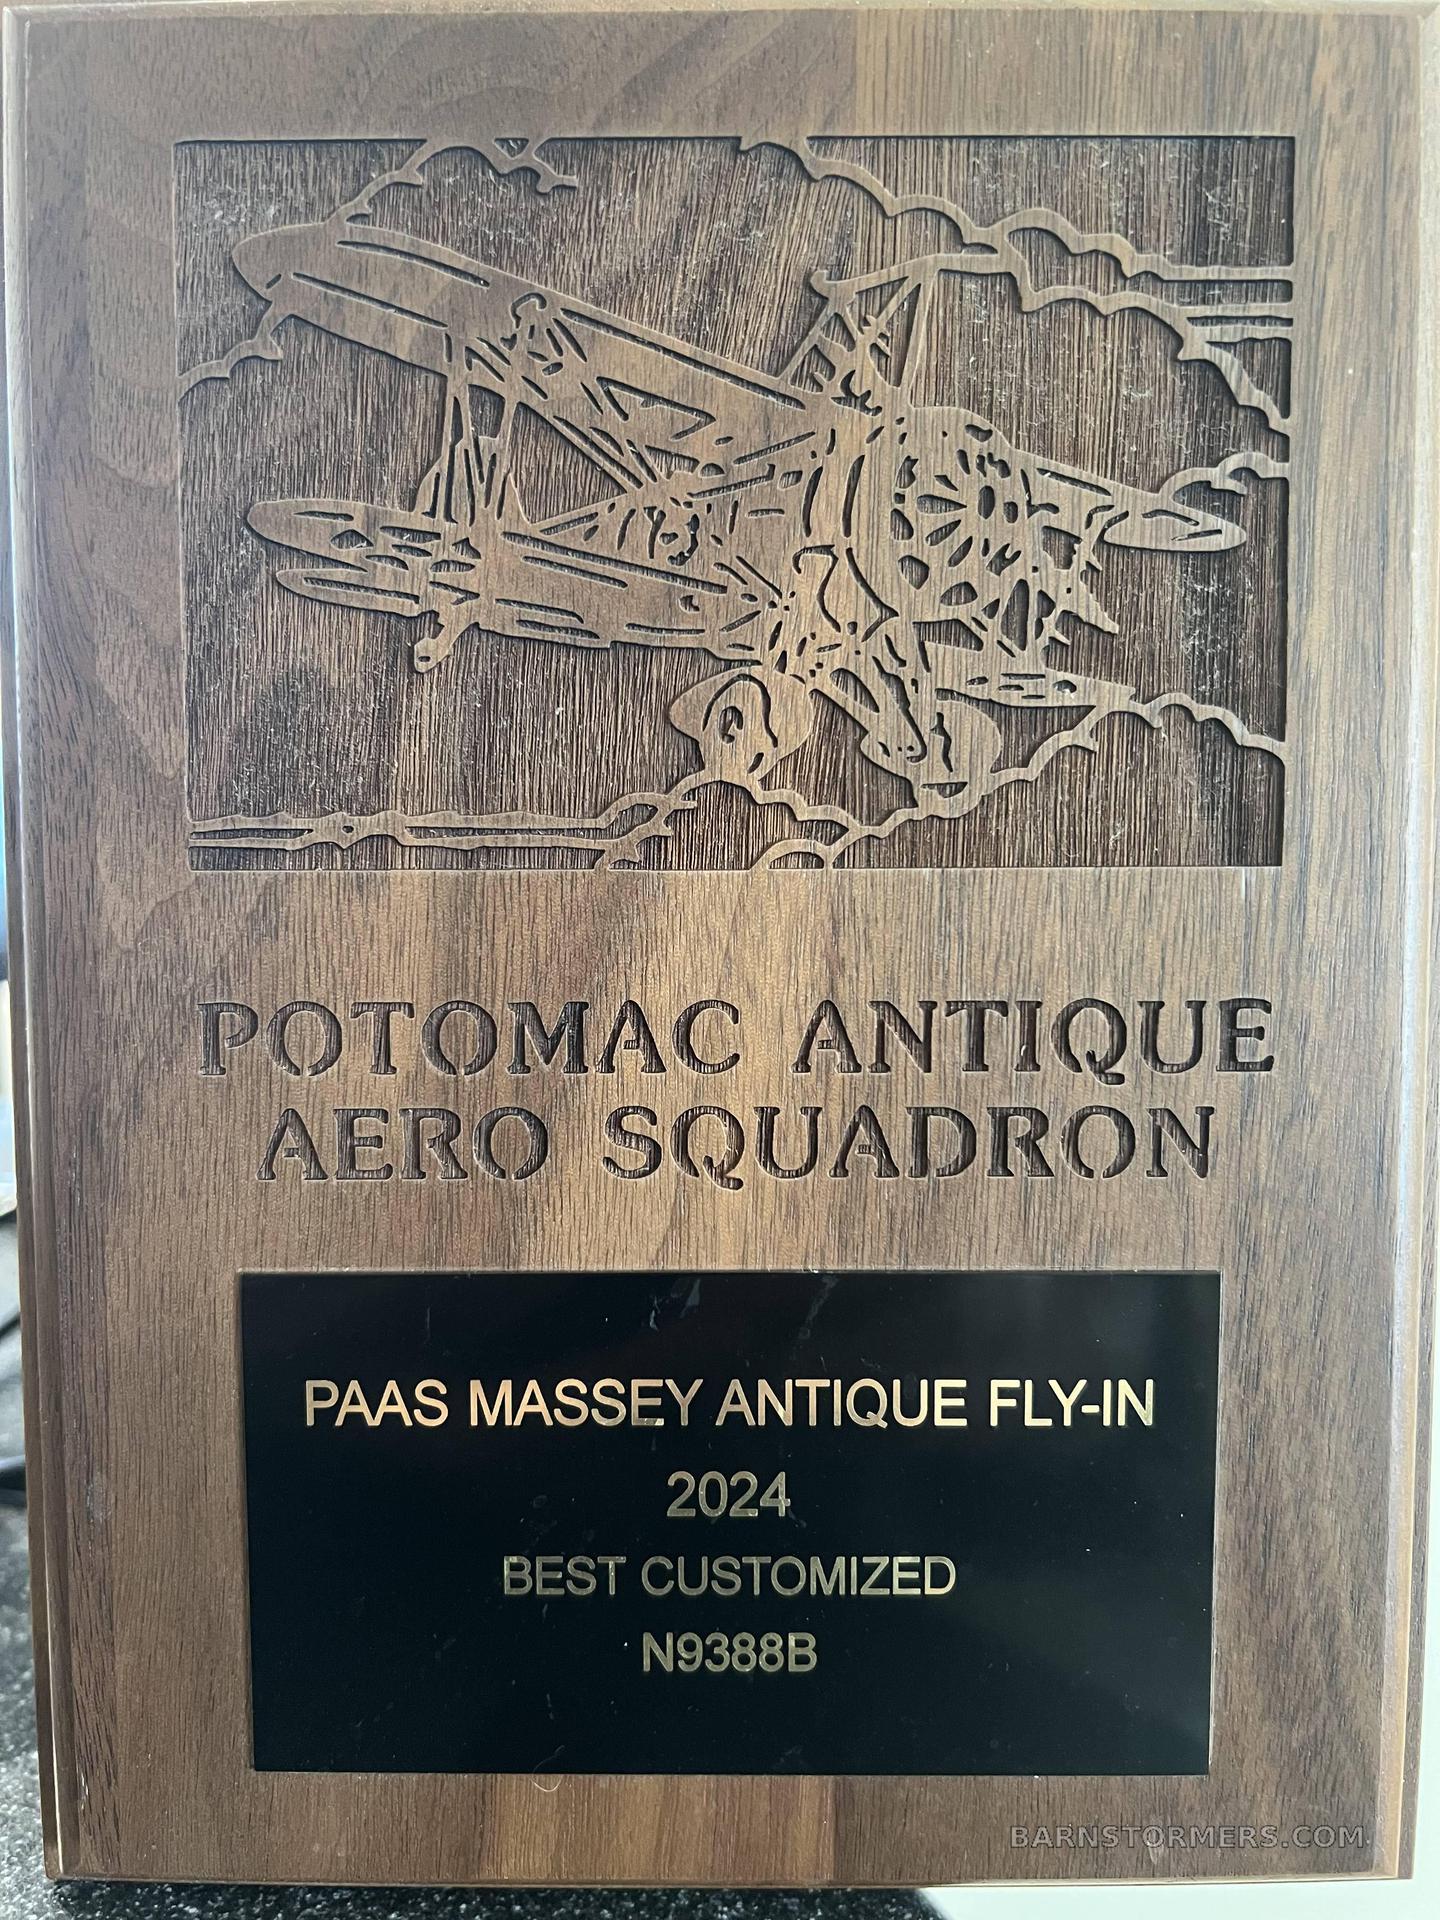 POTOMAC ANTIQUE
AERO SQUADRON
PAAS MASSEY ANTIQUE FLY-IN
2024
BEST CUSTOMIZED
N9388B
BARNSTORMERS.COM